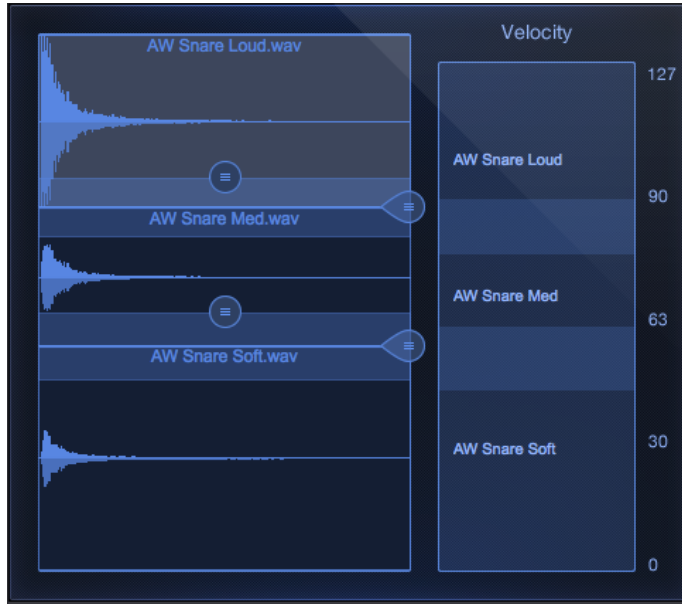 Velocity
AW Snare Loud.wav
127
AW Snare Loud
90
AW Snare Med.wav
AW Snare Med
63
AW Snare Soft.wav
30
AW Snare Soft
0